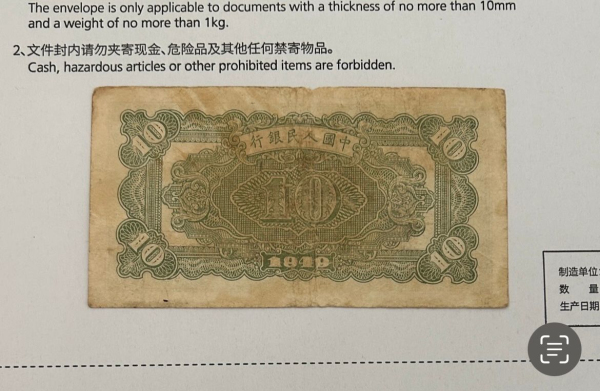 The envelope is only applicable to documents with a thickness of no more than 10mm
and a weight of no more than 1kg.
2、文件封内请勿夹寄现金、危险品及其他任何禁寄物品。
Cash, hazardous articles or other prohibited items are forbidden.
10
10
行銀民人國中
10
10
10
1949
制造单位:
数 量
生产日期